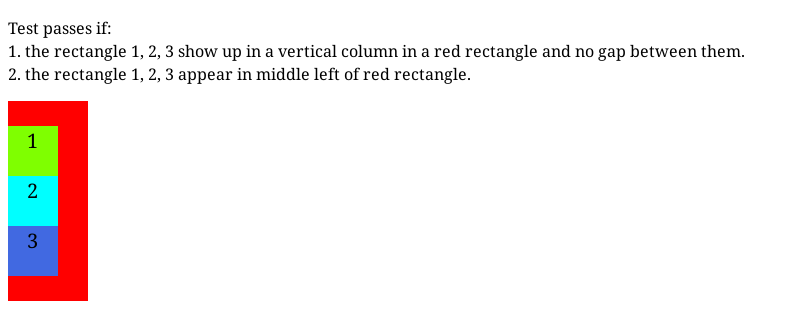 Test passes if:
1. the rectangle 1, 2, 3 show up in a vertical column in a red rectangle and no gap between them.
2. the rectangle 1, 2, 3 appear in middle left of red rectangle.
1
2
3